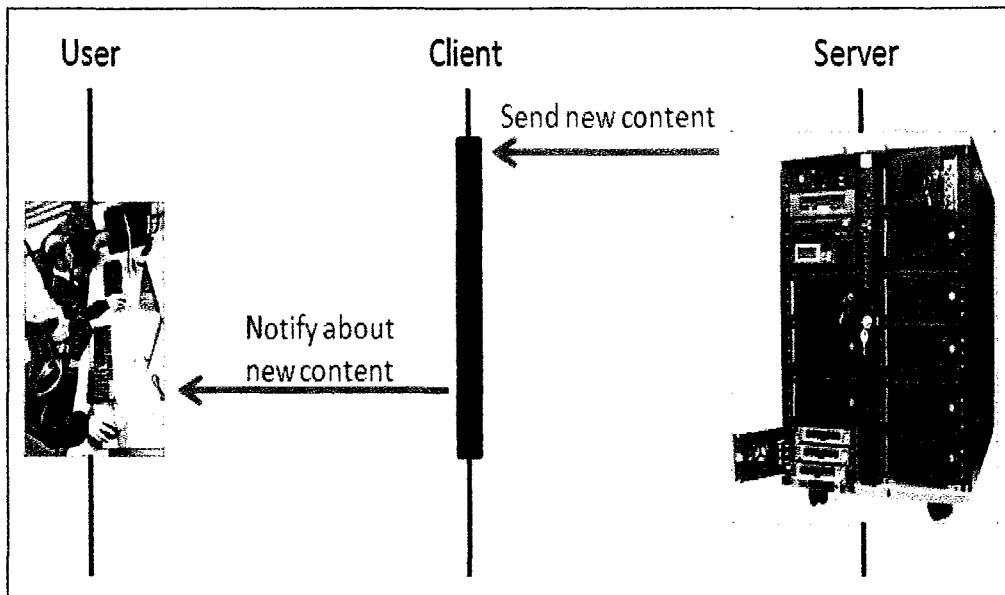 User
Client
Server
Send new content
Notify about
new content